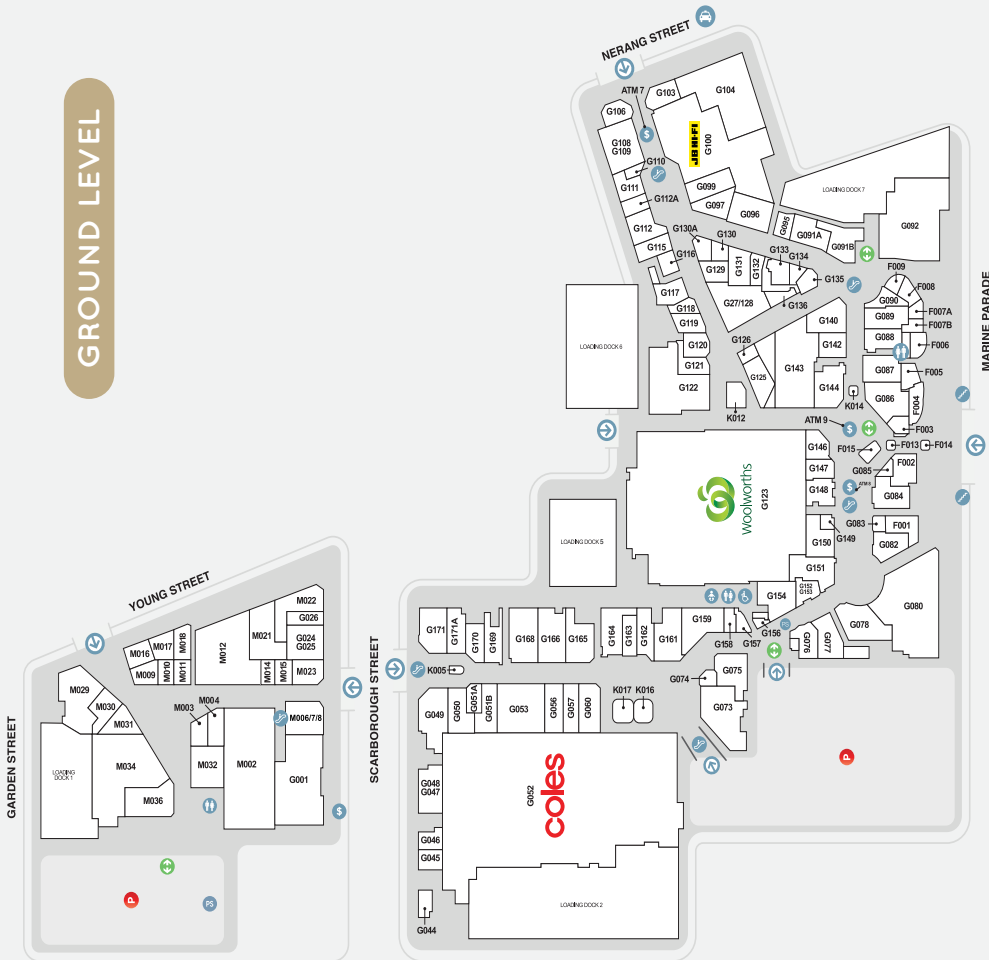 GROUND LEVEL
NERANG STREET
ATM 7
G103
G104
G106
G108
G109
JB HI-FI
G100
G110
G111
G112A
G099
G097
G096
G112
G130A
G130
G115
G116
G129
G131
G132
G133
G134
G135
G136
G27/128
G095
G091A
G091B
LOADING DOCK 7
G092
G117
G118
G119
G120
G121
G122
LOADING DOCK 6
G126
G125
G143
G140
G142
G144
K012
K014
F009
F008
G090
G089
F007A
F007B
G088
F006
G087
F005
G086
F004
F003
MARINE PARADE
ATM 9
F015
F013
F014
G146
G147
G148
G085
F002
G084
Woolworths
G123
G149
G150
G083
F001
G082
G151
G152
G153
G154
G156
PS
G080
G078
G076
G077
LOADING DOCK 5
G171
G171A
G170
G169
G168
G166
G165
G164
G163
G162
G161
G159
G158
G157
K005
G074
G075
G073
K017
K016
G049
G050
G051A
G051B
G053
G056
G057
G060
G048
G047
G052
coles
G046
G045
G044
LOADING DOCK 2
P
SCARBOROUGH STREET
YOUNG STREET
GARDEN STREET
M022
G026
M021
G024
G025
M023
M012
M014
M015
M016
M017
M018
M009
M010
M011
M029
M030
M031
M003
M004
M006/7/8
M032
M002
G001
LOADING
DOCK 1
M034
M036
P
PS